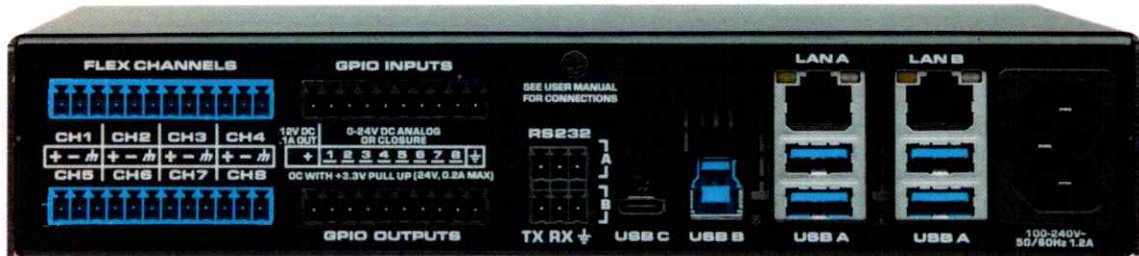 FLEX CHANNELS
GPIO INPUTS
SEE USER MANUAL
FOR CONNECTIONS
LAN A
LAN B
CH1 CH2 CH3 CH4
+ - ⏚ + - ⏚ + - ⏚ + - ⏚
CH5 CH6 CH7 CH8
12V DC
.1A OUT
0-24V DC ANALOG
OR CLOSURE
+ 1 2 3 4 5 6 7 8 ⏚
OC WITH +3.3V PULL UP (24V, 0.2A MAX)
GPIO OUTPUTS
RS232
A
B
TX RX ⏚
USB C
USB B
USB A
USB A
100-240V~
50/60Hz 1.2A